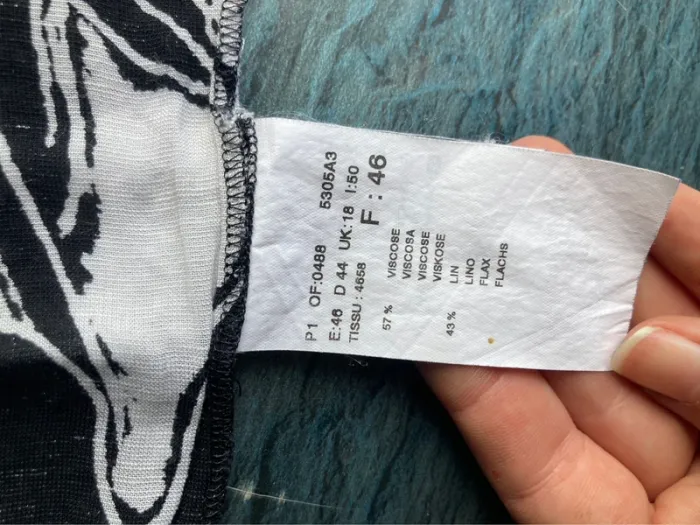 P1 OF:0488 5305A3
E:46 D 44 UK:18 I:50
TISSU : 4658 F : 46
57 % VISCOSE
VISCOSA
VISCOSE
VISKOSE
43 % LIN
LINO
FLAX
FLACHS